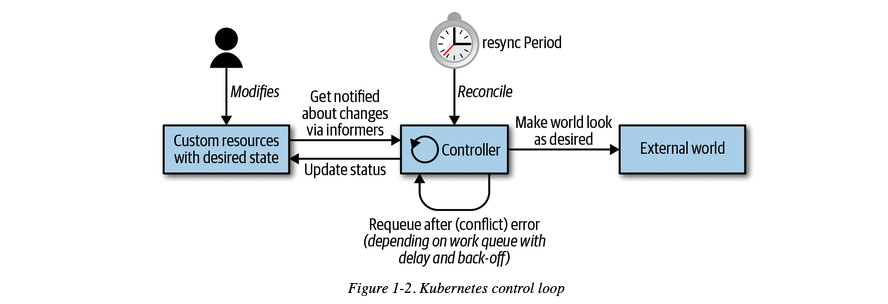 resync Period
Modifies
Reconcile
Get notified
about changes
via informers
Make world look
as desired
Custom resources
with desired state
Controller
External world
Update status
Requeue after (conflict) error
(depending on work queue with
delay and back-off)
Figure 1-2. Kubernetes control loop